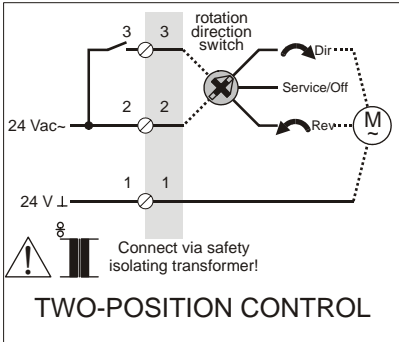 rotation
direction
switch
3 3
Dir
Service/Off
24 Vac~ 2 2
Rev
M
~
1 1
24 V ⊥
Connect via safety
isolating transformer!
TWO-POSITION CONTROL